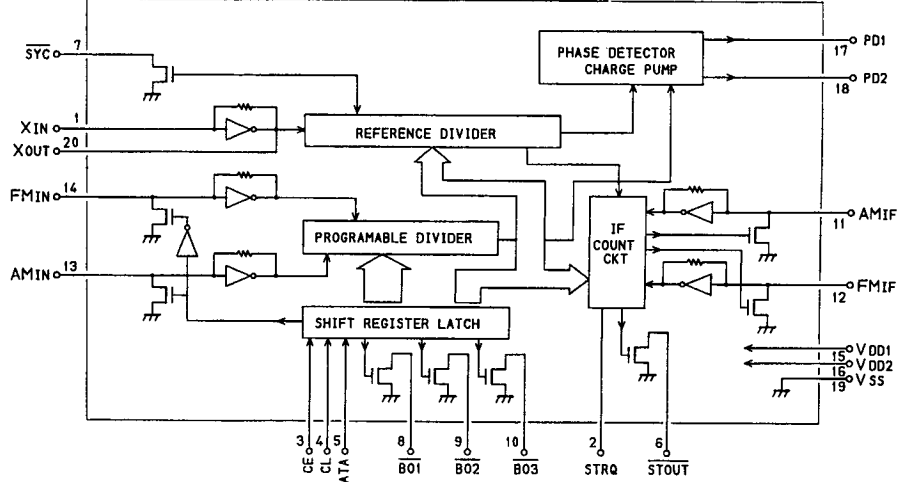 SYC
7
XIN
1
XOUT
20
FMIN
14
AMIN
13
PHASE DETECTOR
CHARGE PUMP
PD1
17
PD2
18
REFERENCE DIVIDER
PROGRAMABLE DIVIDER
SHIFT REGISTER LATCH
IF
COUNT
CKT
AMIF
11
FMIF
12
VDD1
15
VDD2
16
VSS
19
3
CE
4
CL
5
ATA
8
BO1
9
BO2
10
BO3
2
STRQ
6
STOUT